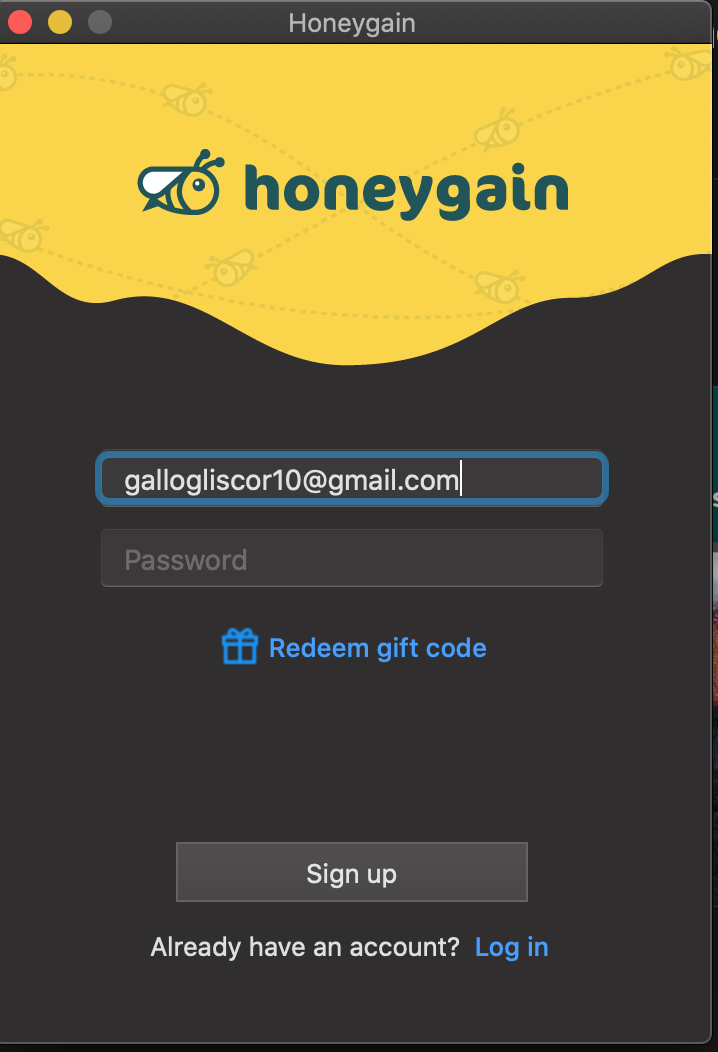 Honeygain
honeygain
gallogliscor10@gmail.com
Password
Redeem gift code
Sign up
Already have an account? Log in